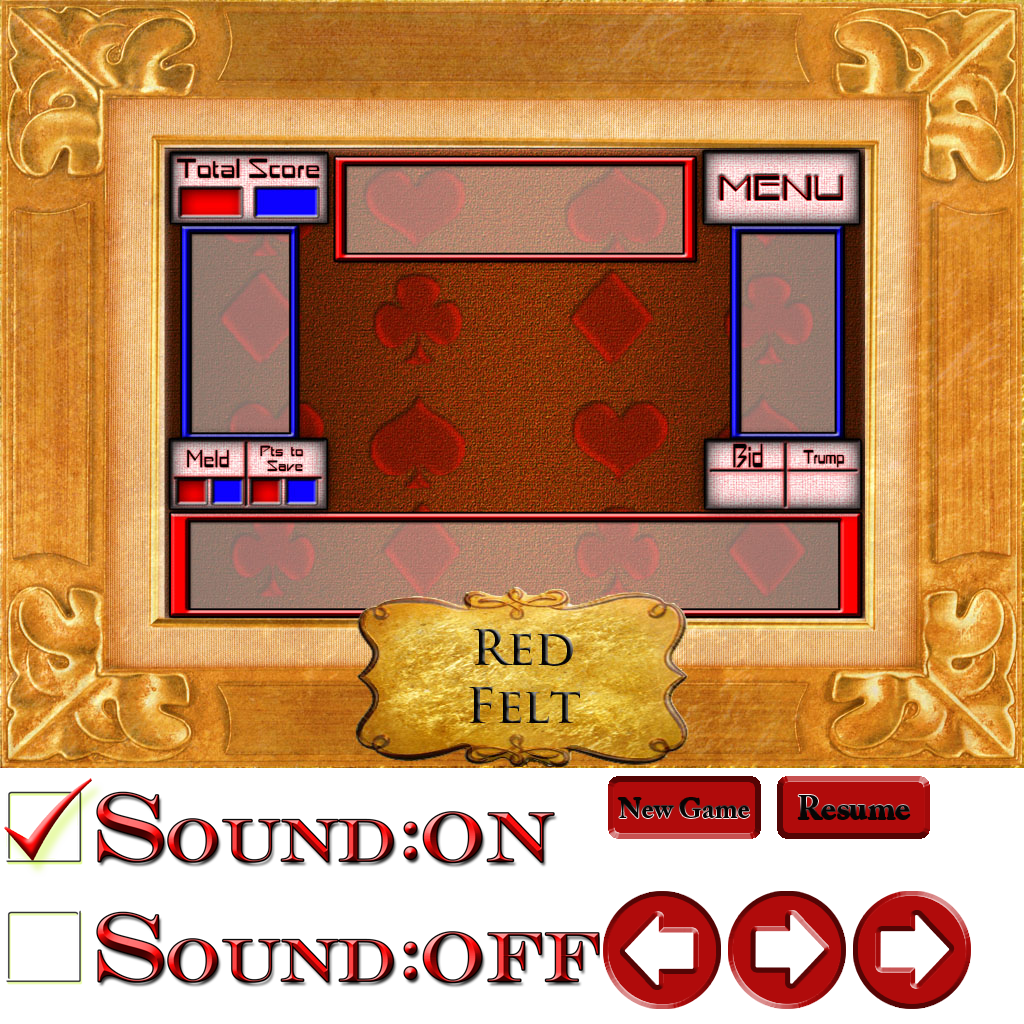 Total Score
MENU
Meld
Pts to
Save
Bid
Trump
RED
FELT
SOUND:ON
New Game
Resume
SOUND:OFF